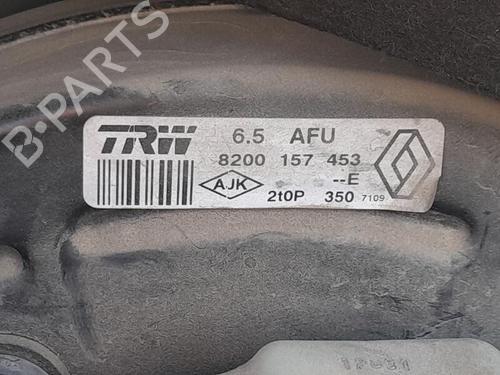 B-PARTS
TRW 6.5 AFU
8200 157 453
AJK --E
2t0P 350 7109